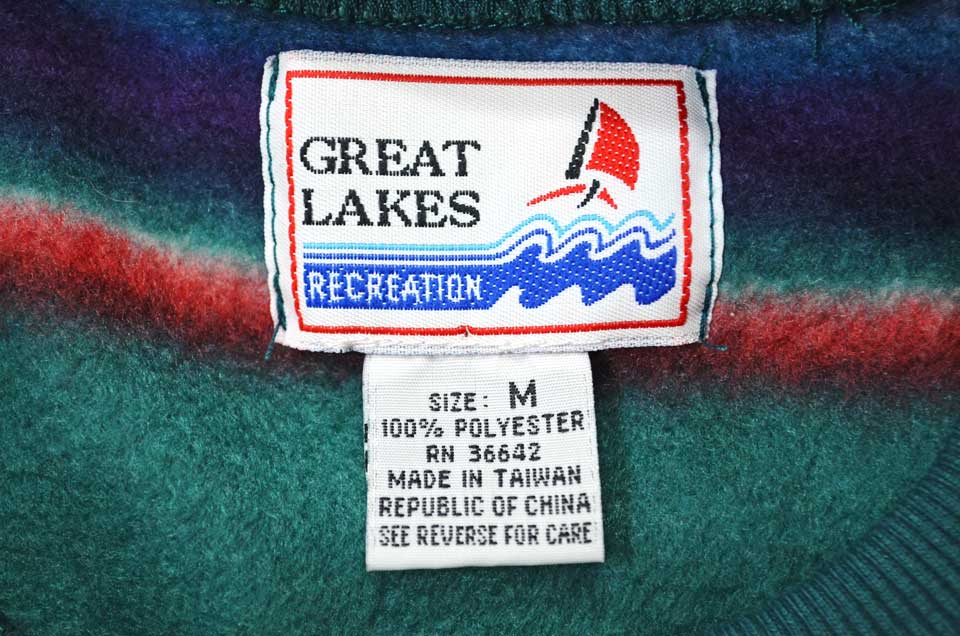 GREAT
LAKES
RECREATION
SIZE: M
100% POLYESTER
RN 36642
MADE IN TAIWAN
REPUBLIC OF CHINA
SEE REVERSE FOR CARE